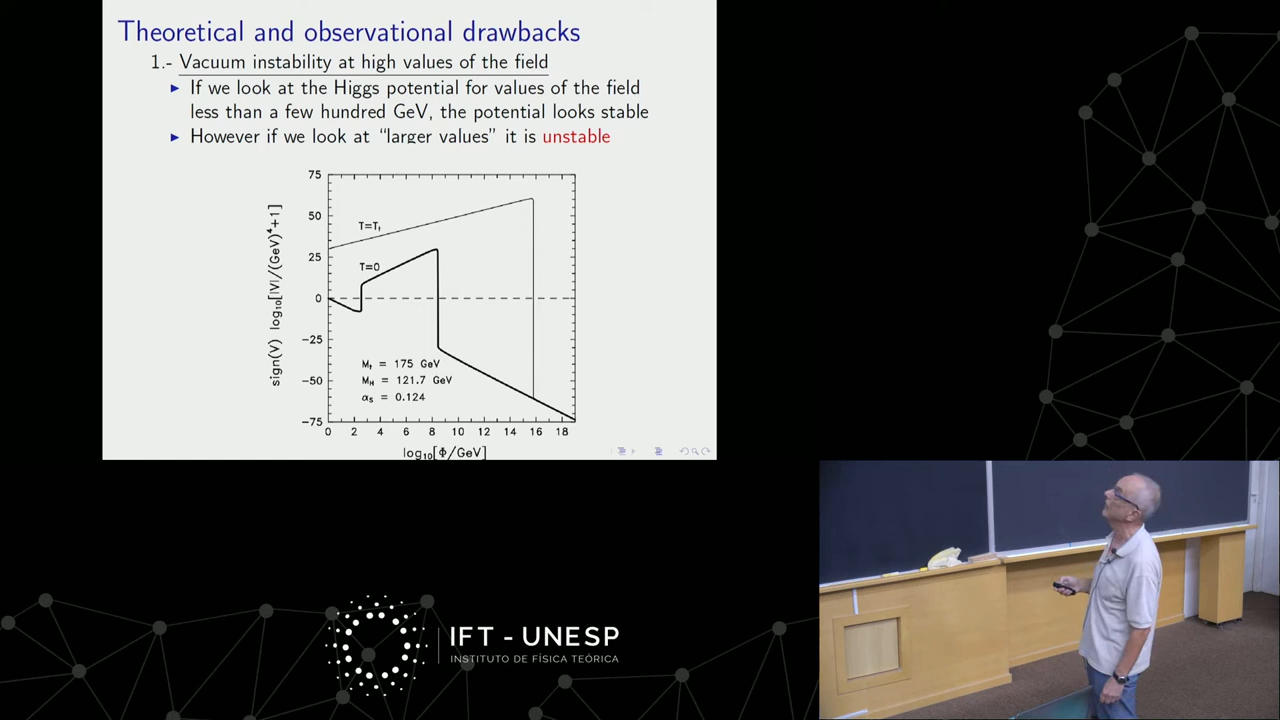 Theoretical and observational drawbacks
1.- Vacuum instability at high values of the field
▶ If we look at the Higgs potential for values of the field
less than a few hundred GeV, the potential looks stable
▶ However if we look at “larger values” it is unstable
sign(V) log₁₀[|V|/(GeV)⁴+1]
75
50
25
0
−25
−50
−75
T=Tₜ
T=0
Mₜ = 175 GeV
M_H = 121.7 GeV
α_S = 0.124
0 2 4 6 8 10 12 14 16 18
log₁₀[Φ/GeV]
IFT - UNESP
INSTITUTO DE FÍSICA TEÓRICA